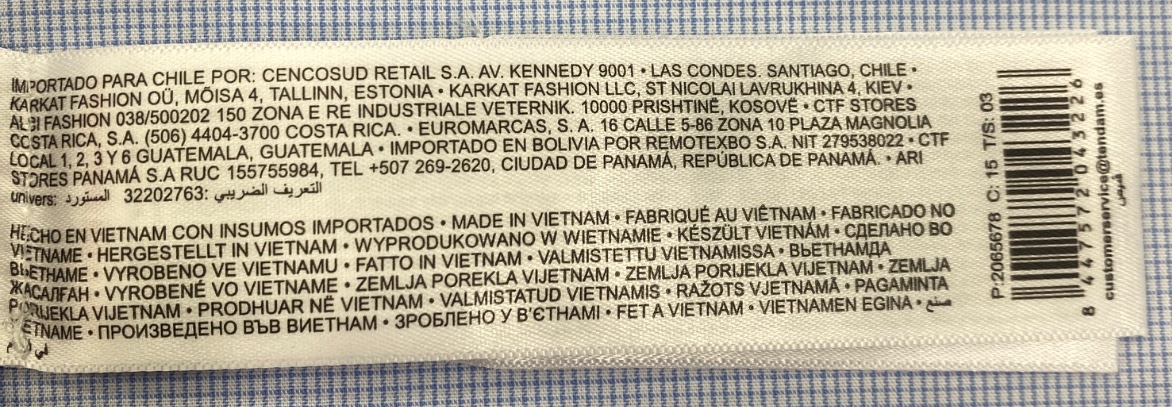 IMPORTADO PARA CHILE POR: CENCOSUD RETAIL S.A. AV. KENNEDY 9001 • LAS CONDES. SANTIAGO, CHILE •
KARKAT FASHION OÜ, MÕISA 4, TALLINN, ESTONIA • KARKAT FASHION LLC, ST NICOLAI LAVRUKHINA 4, KIEV •
ALBI FASHION 038/500202 150 ZONA E RE INDUSTRIALE VETERNIK. 10000 PRISHTINË, KOSOVË • CTF STORES
COSTA RICA, S.A. (506) 4404-3700 COSTA RICA. • EUROMARCAS, S. A. 16 CALLE 5-86 ZONA 10 PLAZA MAGNOLIA
LOCAL 1, 2, 3 Y 6 GUATEMALA, GUATEMALA • IMPORTADO EN BOLIVIA POR REMOTEXBO S.A. NIT 279538022 • CTF
STORES PANAMÁ S.A RUC 155755984, TEL +507 269-2620, CIUDAD DE PANAMÁ, REPÚBLICA DE PANAMÁ. • ARI
univers: المستورد 32202763: التعريف الضريبي
HECHO EN VIETNAM CON INSUMOS IMPORTADOS • MADE IN VIETNAM • FABRIQUÉ AU VIÊTNAM • FABRICADO NO
VIETNAME • HERGESTELLT IN VIETNAM • WYPRODUKOWANO W WIETNAMIE • KÉSZÜLT VIETNÁM • СДЕЛАНО ВО
ВЬЕТНАМЕ • VYROBENO VE VIETNAMU • FATTO IN VIETNAM • VALMISTETTU VIETNAMISSA • ВЬЕТНАМДА
ЖАСАЛҒАН • VYROBENÉ VO VIETNAME • ZEMLJA POREKLA VIJETNAM • ZEMLJA PORIJEKLA VIJETNAM • ZEMLJA
PORIJEKLA VIJETNAM • PRODHUAR NË VIETNAM • VALMISTATUD VIETNAMIS • RAŽOTS VJETNAMĀ • PAGAMINTA
VIETNAME • ПРОИЗВЕДЕНО ВЪВ ВИЕТНАМ • ЗРОБЛЕНО У В'ЄТНАМІ • FET A VIETNAM • VIETNAMEN EGINA • صنع
في
P:2065678 C: 15 T/S: 03
8 447572 043226
customerservice@tendam.es
قميص